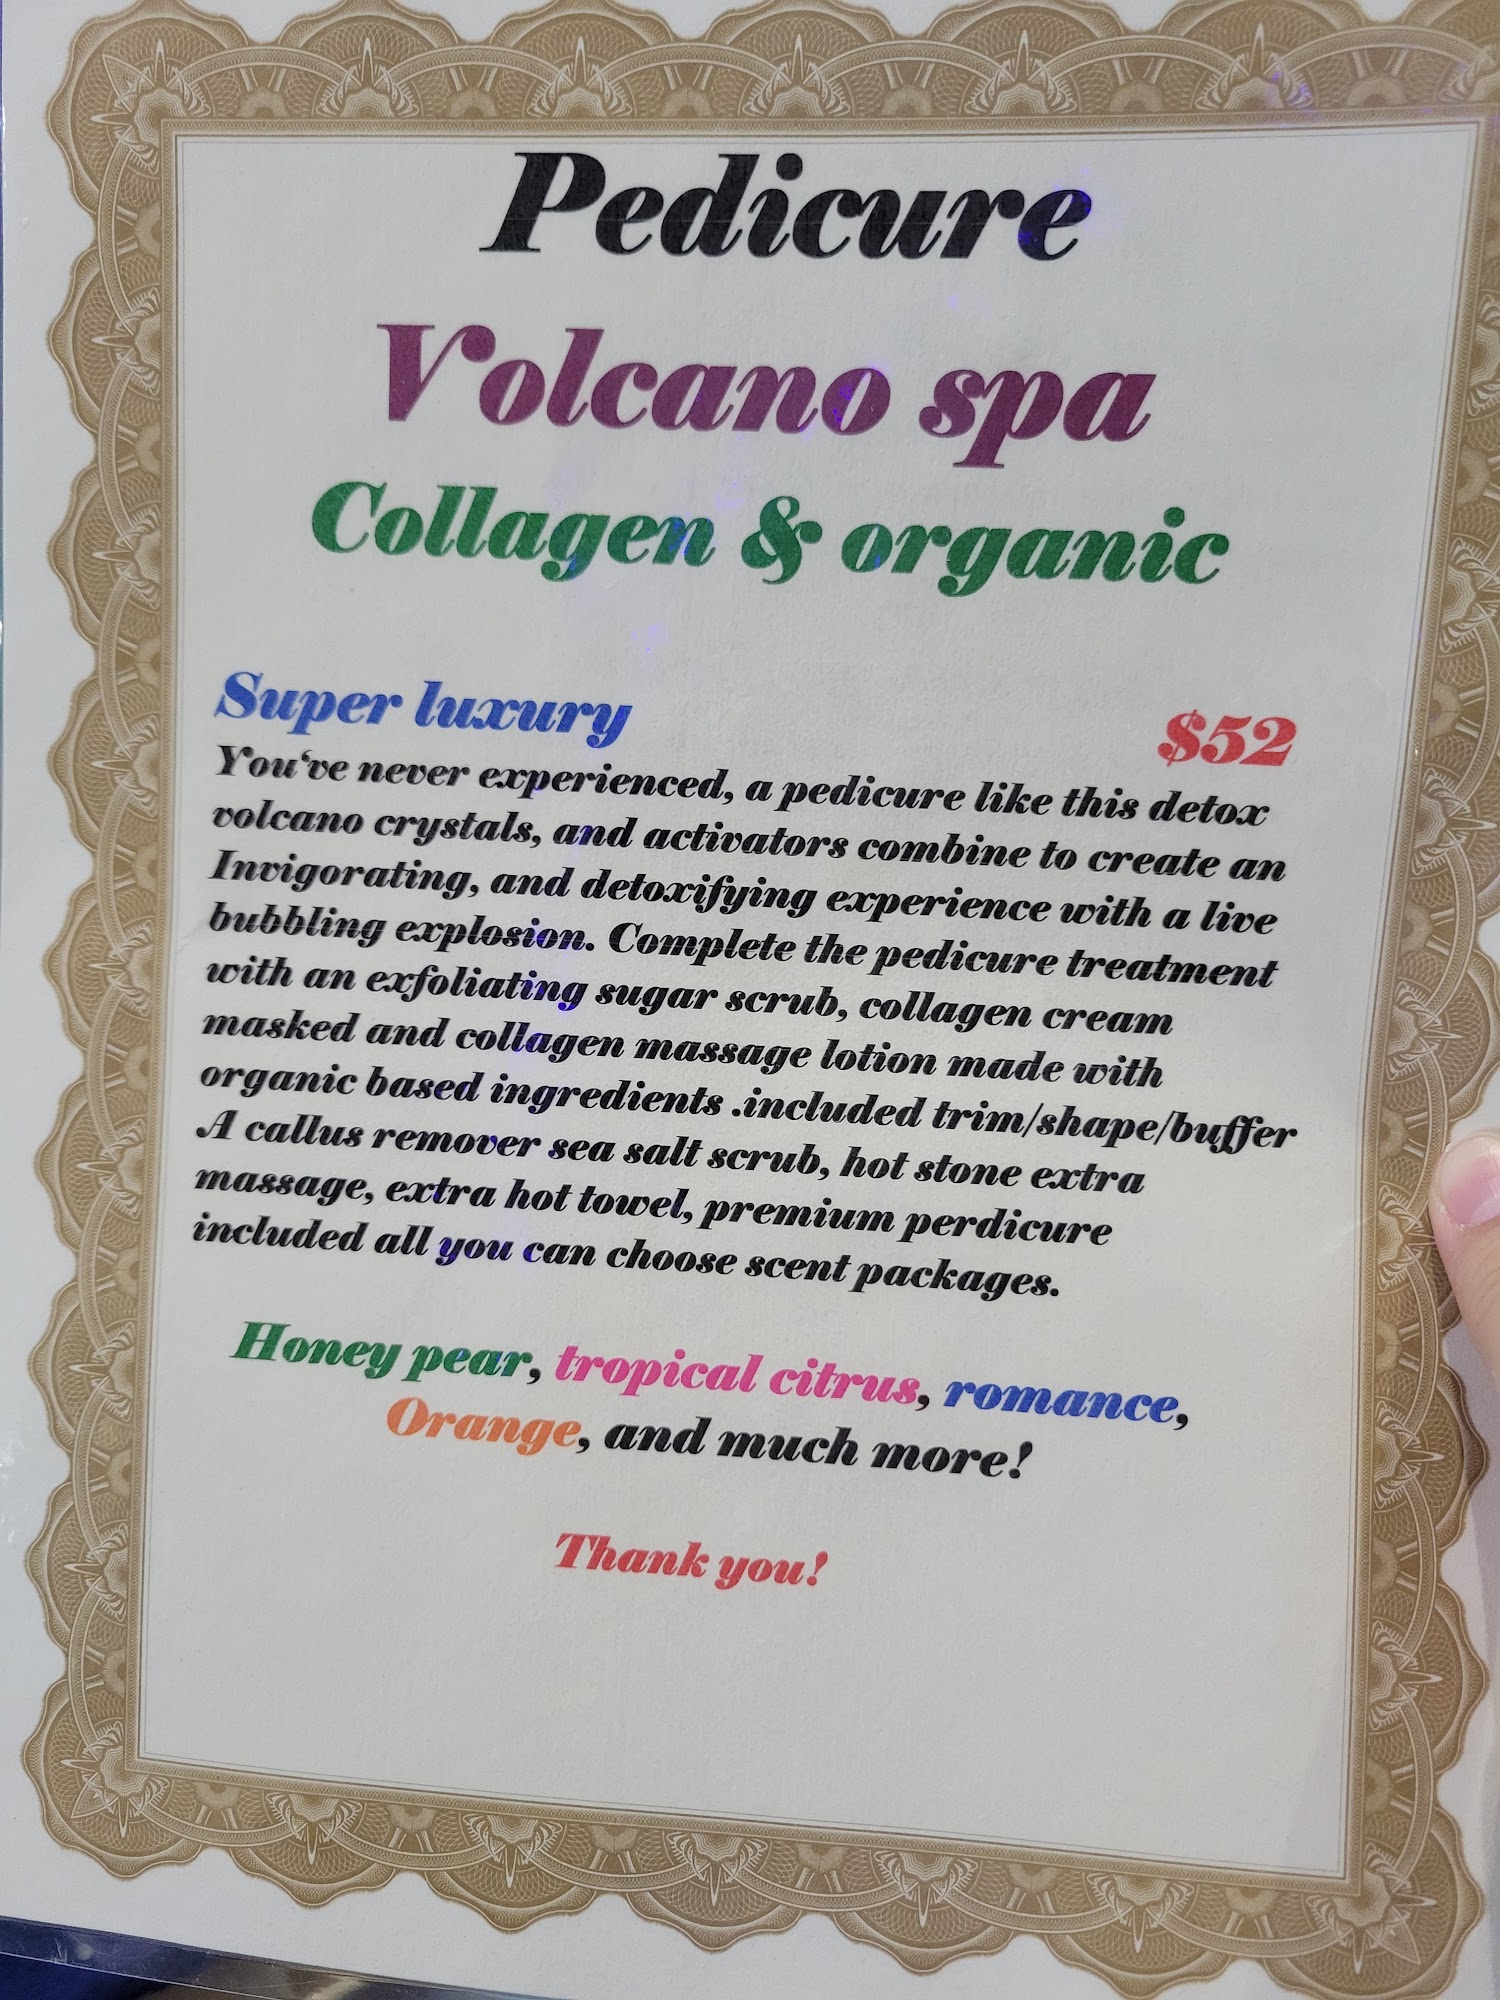 Pedicure
Volcano spa
Collagen & organic
Super luxury $52
You‘ve never experienced, a pedicure like this detox
volcano crystals, and activators combine to create an
Invigorating, and detoxifying experience with a live
bubbling explosion. Complete the pedicure treatment
with an exfoliating sugar scrub, collagen cream
masked and collagen massage lotion made with
organic based ingredients .included trim/shape/buffer
A callus remover sea salt scrub, hot stone extra
massage, extra hot towel, premium perdicure
included all you can choose scent packages.
Honey pear, tropical citrus, romance,
Orange, and much more!
Thank you!